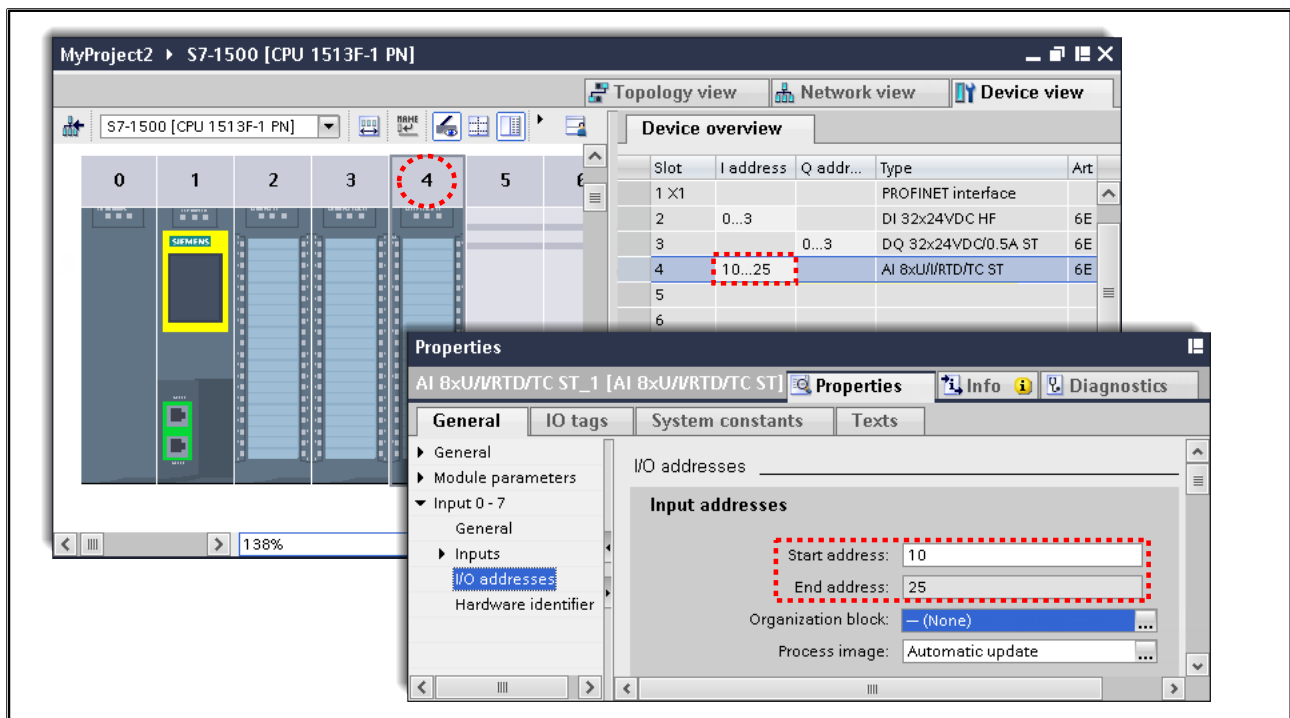 MyProject2 ▸ S7-1500 [CPU 1513F-1 PN]
Topology view Network view Device view
S7-1500 [CPU 1513F-1 PN] Device overview
0 1 2 3 4 5 6
Slot I address Q addr... Type Art
1 X1 PROFINET interface
2 0...3 DI 32x24VDC HF 6E
3 0...3 DQ 32x24VDC/0.5A ST 6E
4 10...25 AI 8xU/I/RTD/TC ST 6E
5
6
SIEMENS
138%
Properties
AI 8xU/I/RTD/TC ST_1 [AI 8xU/I/RTD/TC ST] Properties Info Diagnostics
General IO tags System constants Texts
General
Module parameters
Input 0 - 7
General
Inputs
I/O addresses
Hardware identifier
I/O addresses
Input addresses
Start address: 10
End address: 25
Organization block: — (None) ...
Process image: Automatic update ...